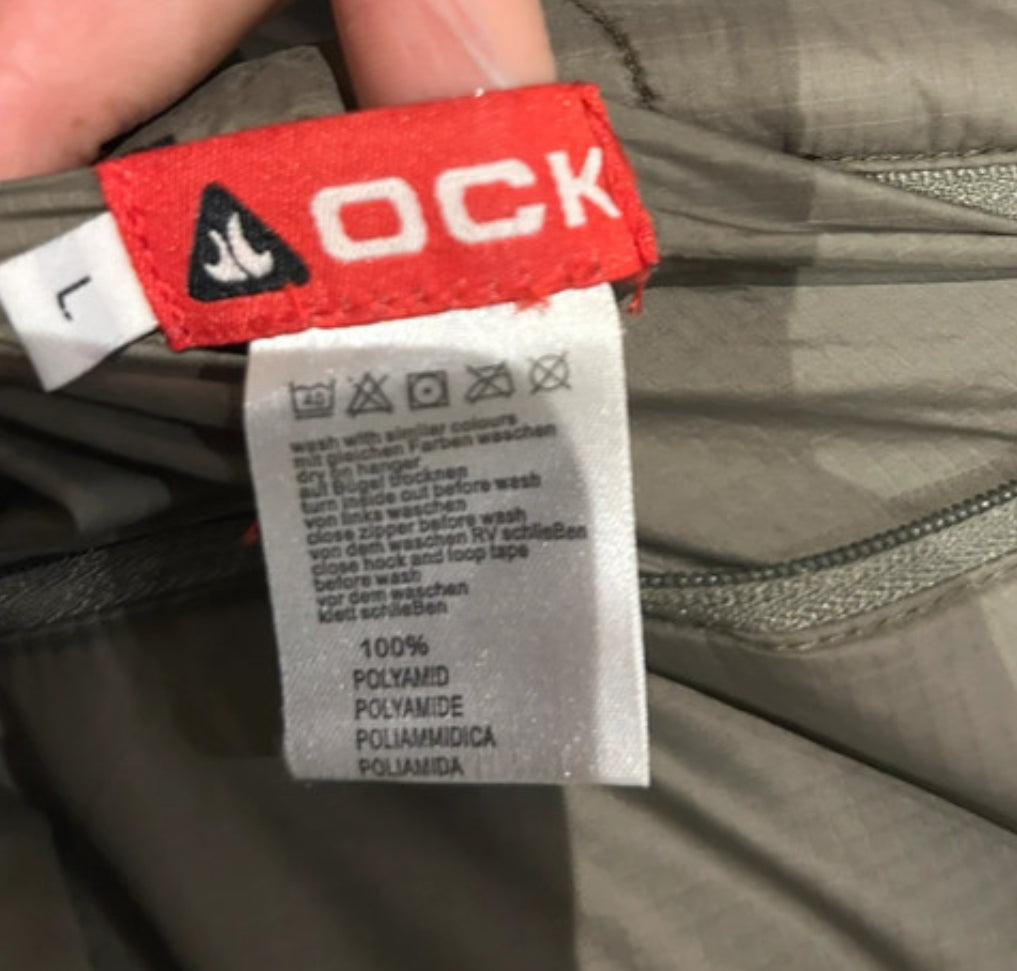 OCK
L
40
wash with similar colours
mit gleichen Farben waschen
dry on hanger
auf Bügel trocknen
turn inside out before wash
von links waschen
close zipper before wash
von dem waschen RV schließen
close hook and loop tape
before wash
vor dem waschen
klett schließen
100%
POLYAMID
POLYAMIDE
POLIAMMIDICA
POLIAMIDA